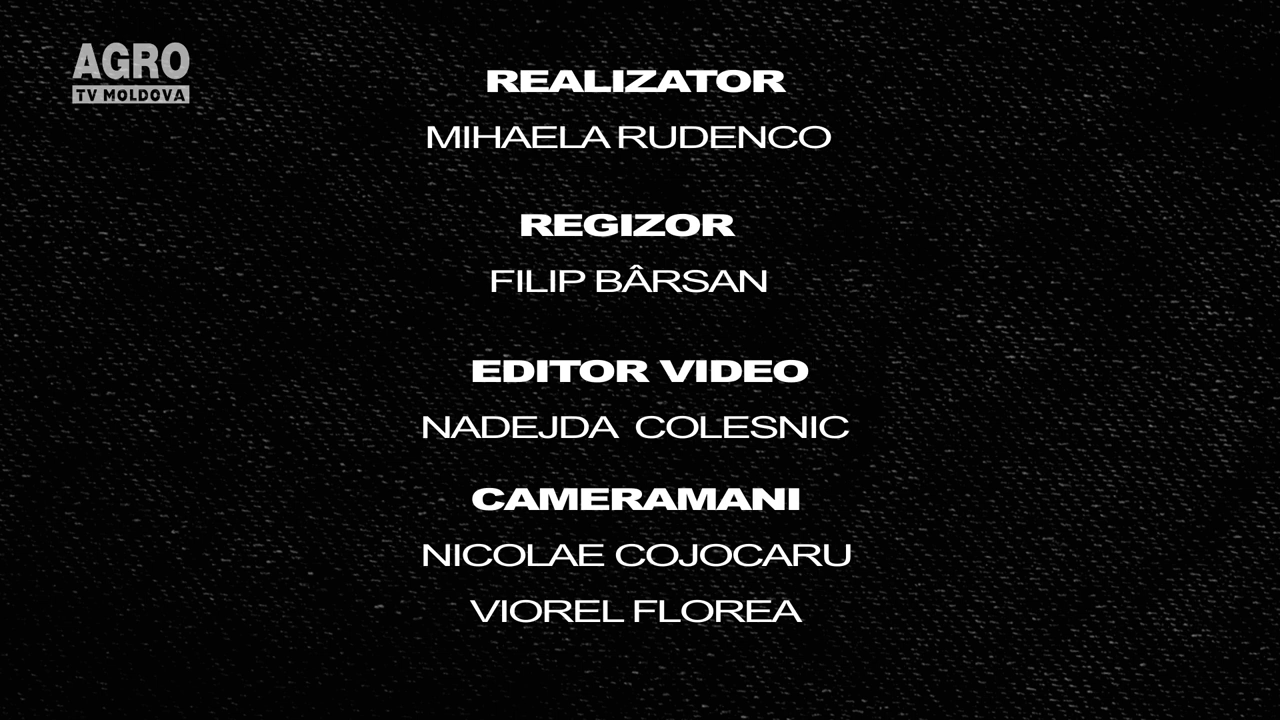 AGRO
TV MOLDOVA
REALIZATOR
MIHAELA RUDENCO
REGIZOR
FILIP BÂRSAN
EDITOR VIDEO
NADEJDA COLESNIC
CAMERAMANI
NICOLAE COJOCARU
VIOREL FLOREA